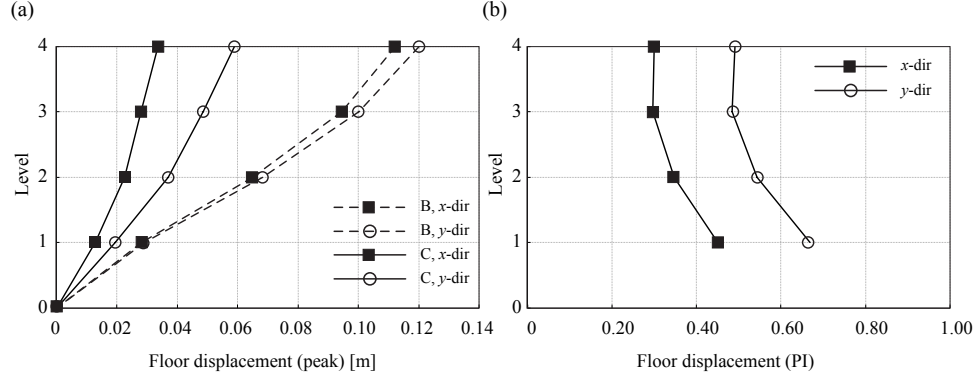 (a)
4
3
2
1
0
Level
0
0.02
0.04
0.06
0.08
0.10
0.12
0.14
Floor displacement (peak) [m]
B, x-dir
B, y-dir
C, x-dir
C, y-dir
(b)
4
3
2
1
0
Level
0
0.20
0.40
0.60
0.80
1.00
Floor displacement (PI)
x-dir
y-dir